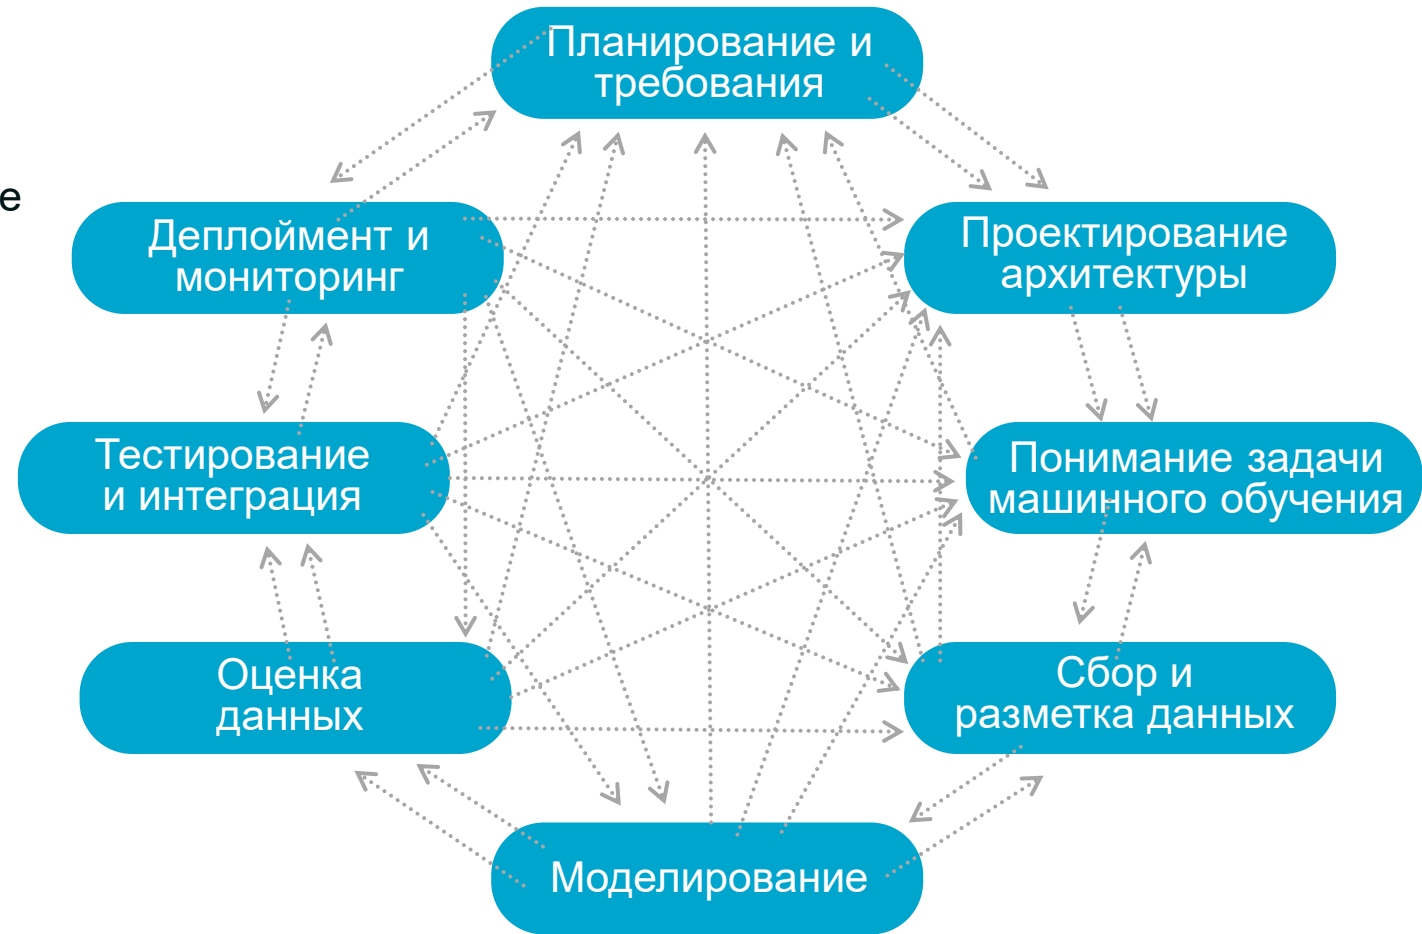 Планирование и
требования
е
Деплоймент и
мониторинг
Проектирование
архитектуры
Тестирование
и интеграция
Понимание задачи
машинного обучения
Оценка
данных
Сбор и
разметка данных
Моделирование